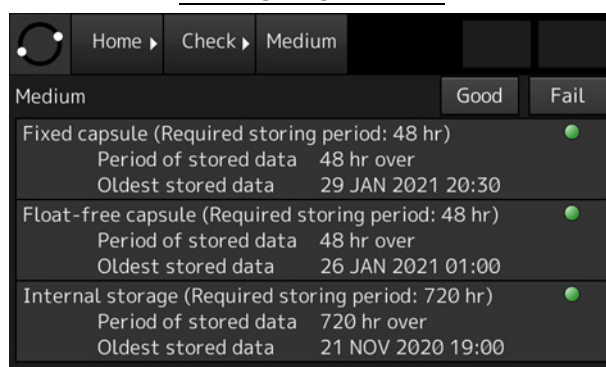 Home Check Medium
Medium Good Fail
Fixed capsule (Required storing period: 48 hr)
Period of stored data 48 hr over
Oldest stored data 29 JAN 2021 20:30
Float-free capsule (Required storing period: 48 hr)
Period of stored data 48 hr over
Oldest stored data 26 JAN 2021 01:00
Internal storage (Required storing period: 720 hr)
Period of stored data 720 hr over
Oldest stored data 21 NOV 2020 19:00